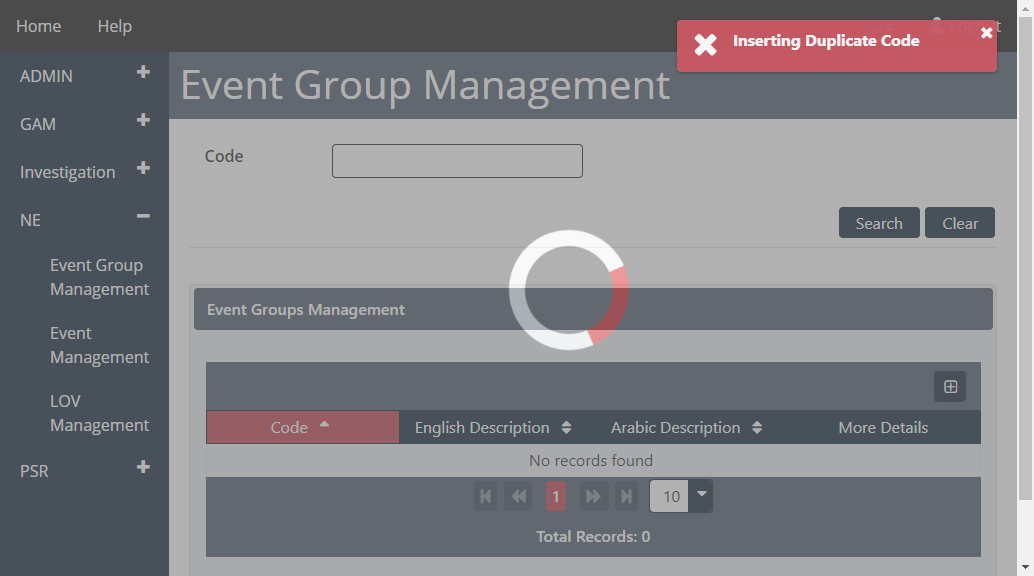 Home
Help
Inserting Duplicate Code
ADMIN
GAM
Investigation
NE
Event Group
Management
Event
Management
LOV
Management
PSR
Event Group Management
Code
Search
Clear
Event Groups Management
Code
English Description
Arabic Description
More Details
No records found
1
10
Total Records: 0